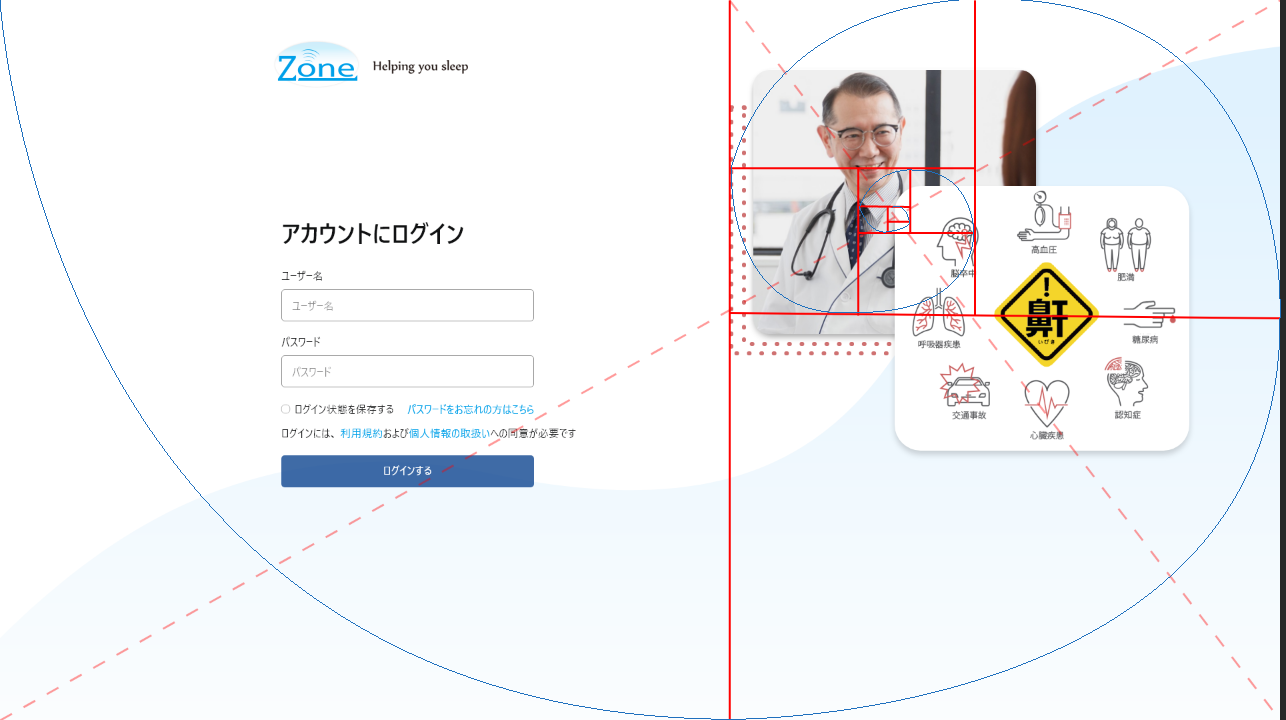 Zone Helping you sleep
アカウントにログイン
ユーザー名
ユーザー名
パスワード
パスワード
ログイン状態を保存する パスワードをお忘れの方はこちら
ログインには、利用規約および個人情報の取扱いへの同意が必要です
ログインする
高血圧
脳卒中
肥満
!
鼾
いびき
呼吸器疾患
糖尿病
交通事故
認知症
心臓疾患